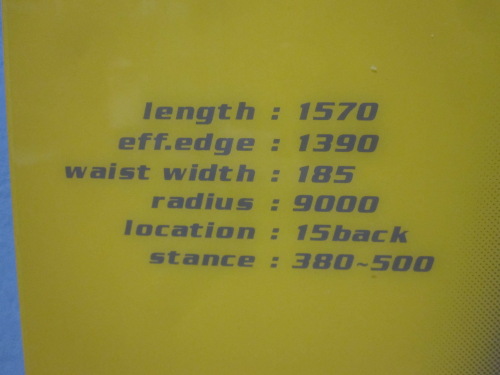 length : 1570
eff.edge : 1390
waist width : 185
radius : 9000
location : 15back
stance : 380~500